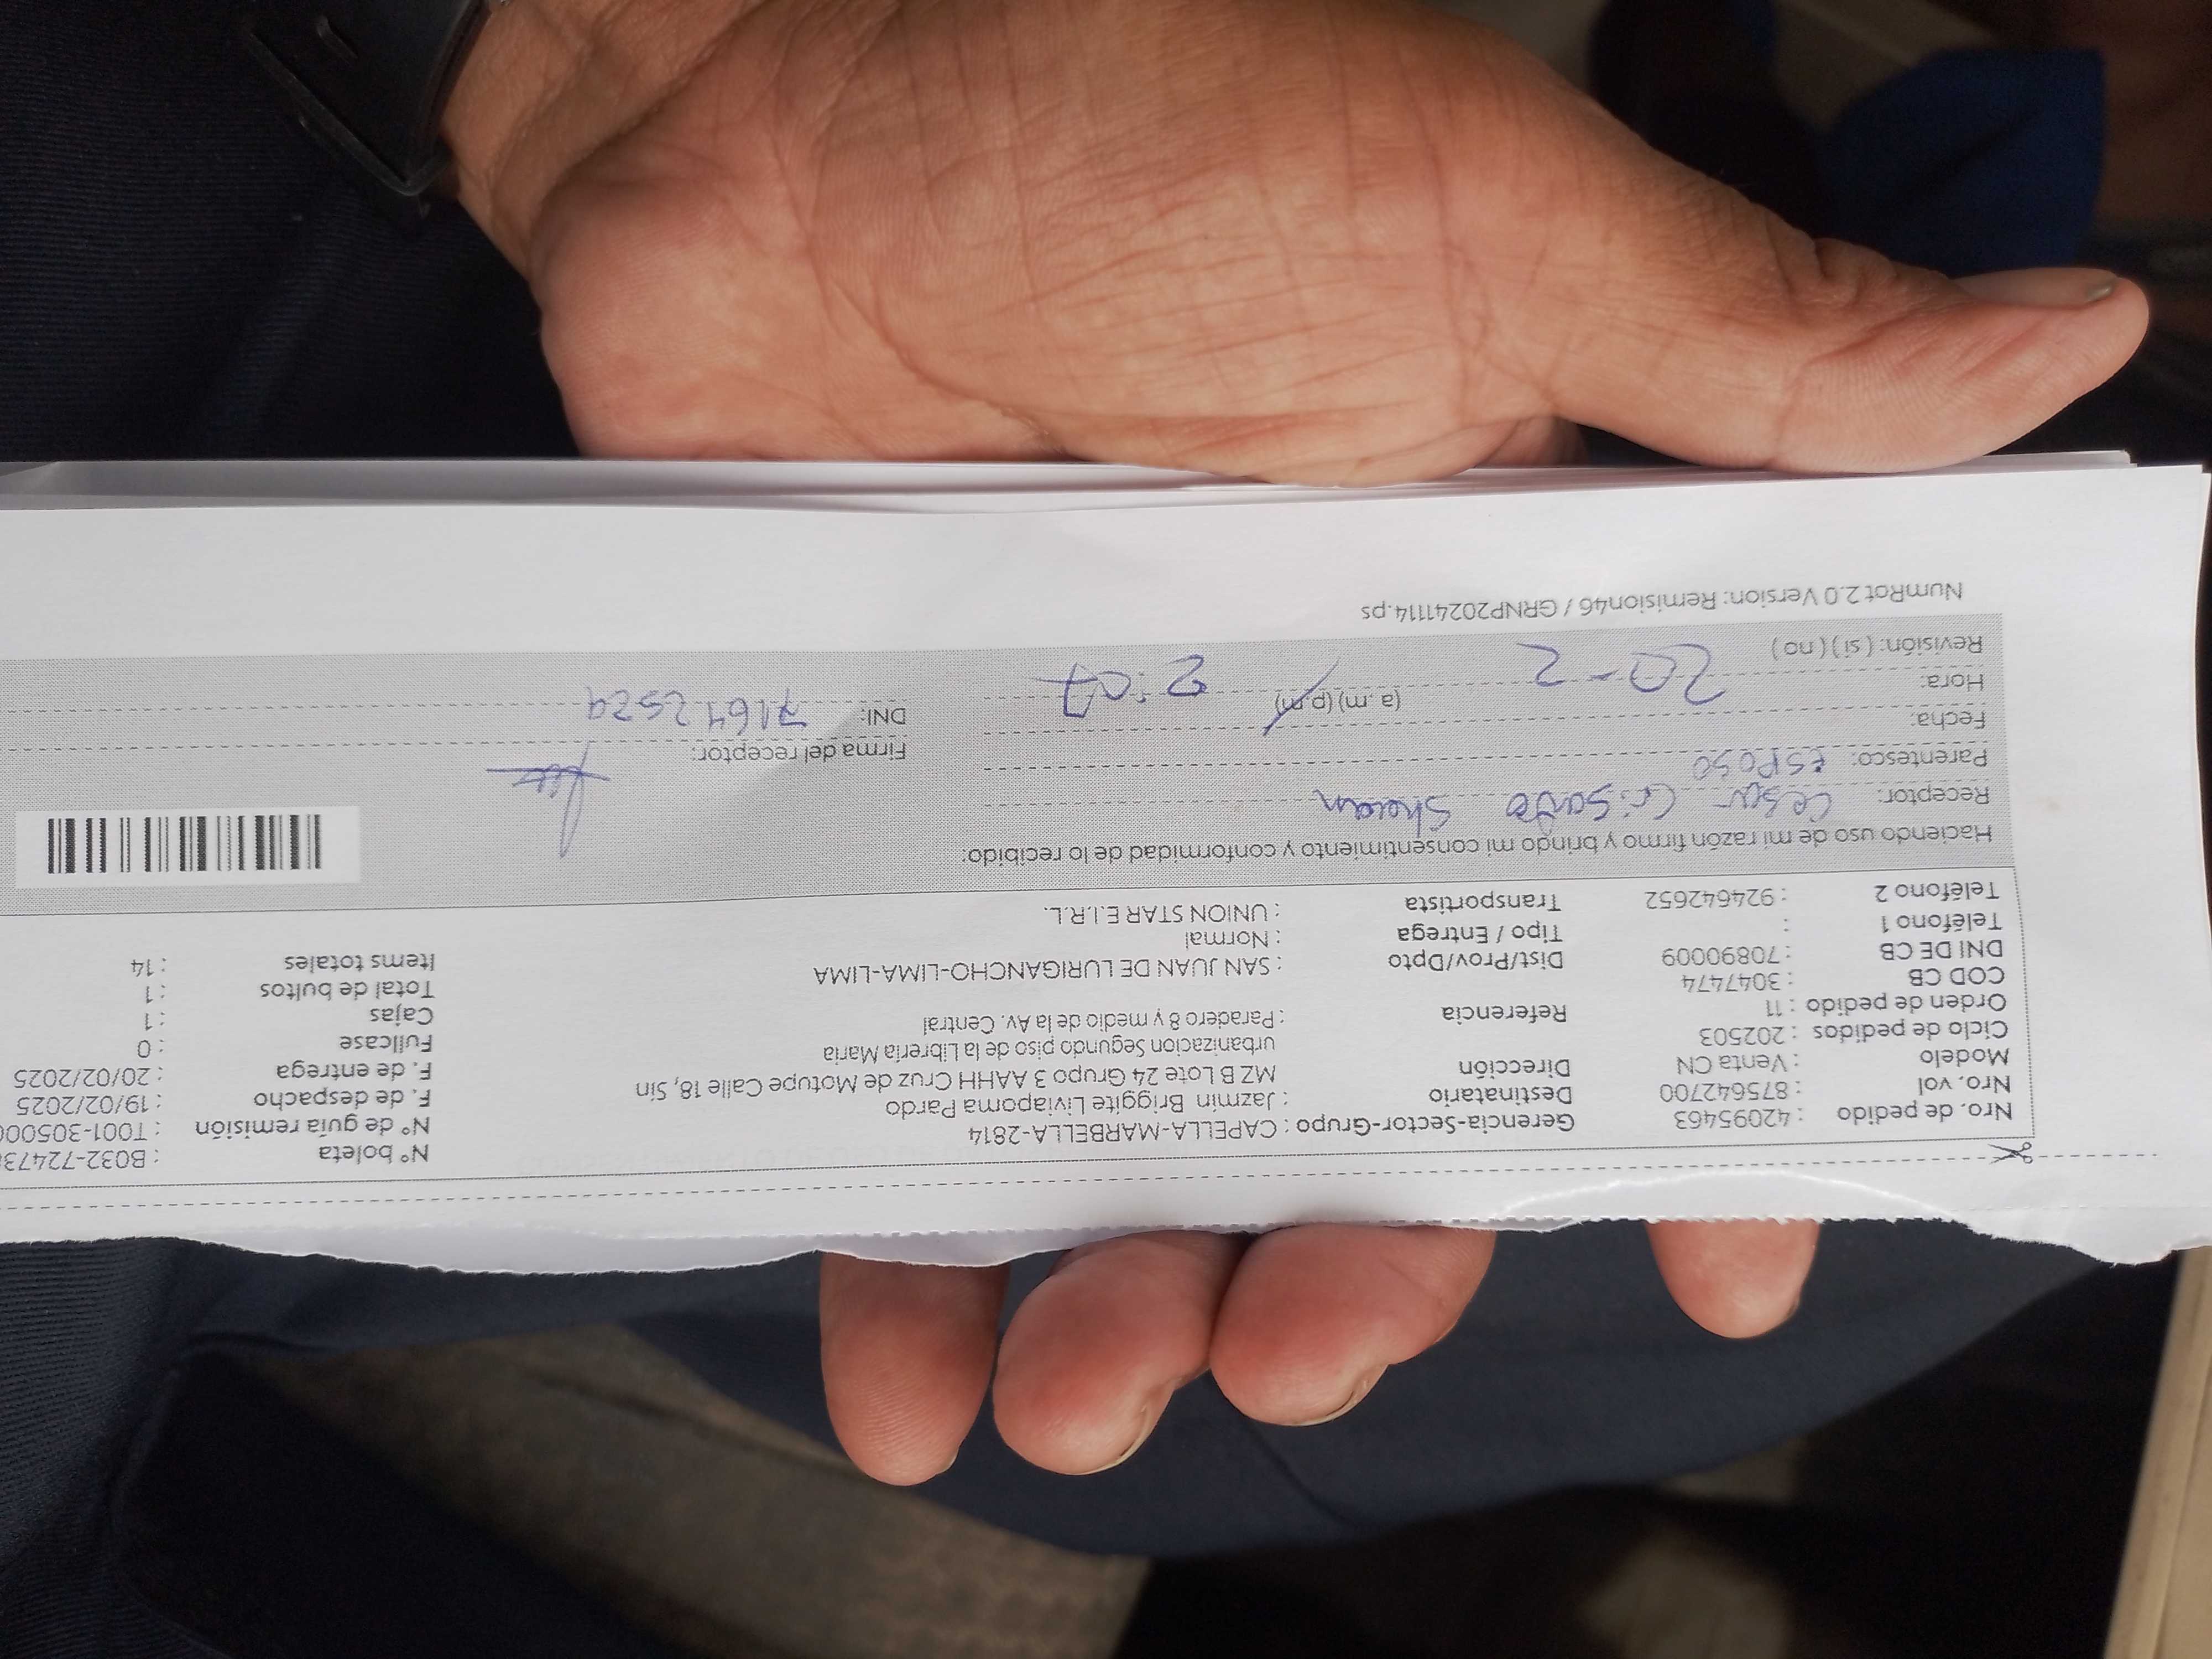 Nro. de pedido : 42095463 Gerencia-Sector-Grupo : CAPELLA-MARBELLA-2814 N° boleta : B032-72473
Nro. vol : 875642700 Destinatario : Jazmin Briggite Liviapoma Pardo N° de guía remisión : T001-305000
Modelo : Venta CN Dirección MZ B Lote 24 Grupo 3 AAHH Cruz de Motupe Calle 18, Sin F. de despacho : 19/02/2025
Ciclo de pedidos : 202503 urbanizacion Segundo piso de la Libreria Maria F. de entrega : 20/02/2025
Orden de pedido : 11 Referencia : Paradero 8 y medio de la Av. Central Fullcase : 0
COD CB : 3047474 Cajas : 1
DNI DE CB : 70890009 Dist/Prov/Dpto : SAN JUAN DE LURIGANCHO-LIMA-LIMA Total de bultos : 1
Teléfono 1 : Tipo / Entrega : Normal Items totales : 14
Teléfono 2 : 924642652 Transportista : UNION STAR E.I.R.L.
Haciendo uso de mi razón firmo y brindo mi consentimiento y conformidad de lo recibido:
Receptor: Cesar Crisanto
Parentesco: ESPOSO Firma del receptor:
Fecha: 20-2 DNI: 71642529
Hora: (a.m) (p.m) 2:07
Revisión: ( si ) ( no )
NumRot 2.0 Version: Remision46 / GRNP20241114.ps